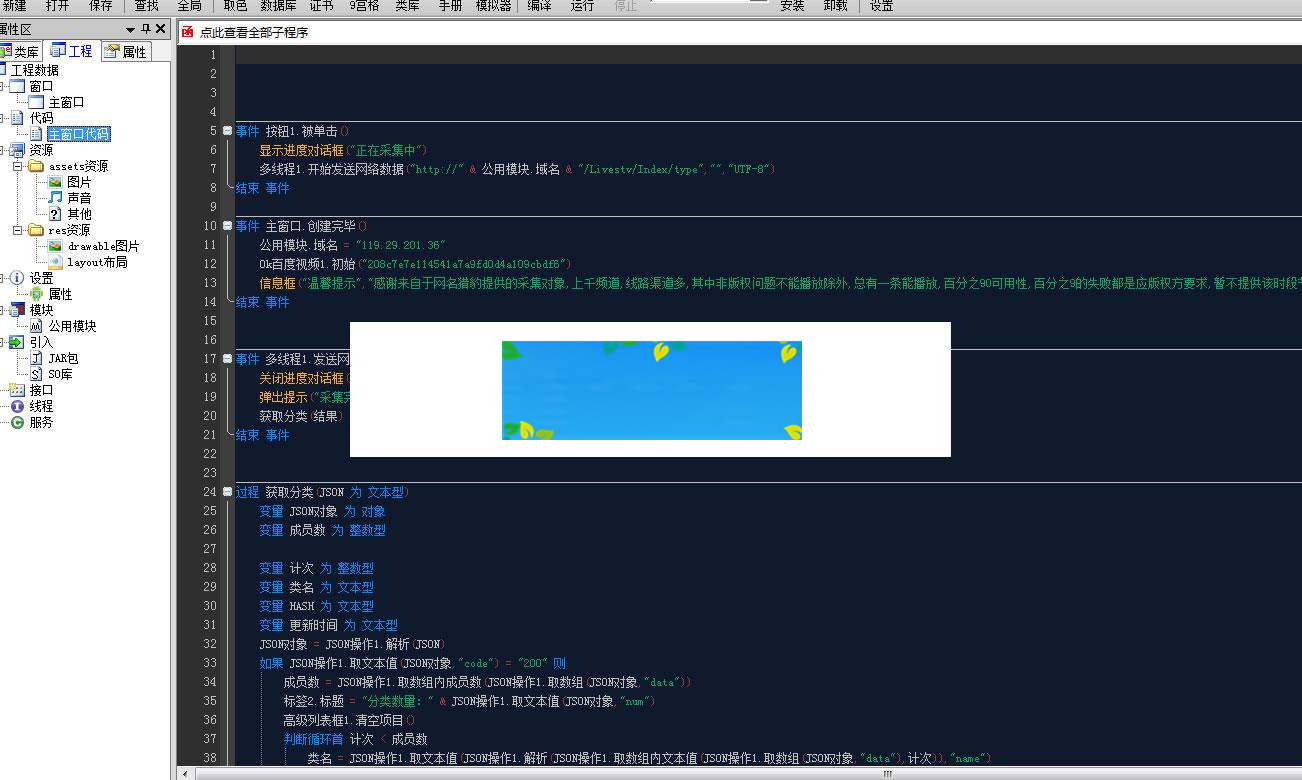 新建 打开 保存 查找 全局 取色 数据库 证书 9宫格 类库 手册 模拟器 编译 运行 停止 安装 卸载 设置
属性区
类库 工程 属性
工程数据
窗口
主窗口
代码
主窗口代码
资源
assets资源
图片
声音
其他
res资源
drawable图片
layout布局
设置
属性
模块
公用模块
引入
JAR包
SO库
接口
线程
服务
点此查看全部子程序
1
2
3
4
5 事件 按钮1.被单击()
6 显示进度对话框("正在采集中")
7 多线程1.开始发送网络数据("http://" & 公用模块.域名 & "/Livestv/Index/type","","UTF-8")
8 结束 事件
9
10 事件 主窗口.创建完毕()
11 公用模块.域名 = "119.29.201.36"
12 Ok百度视频1.初始("208c7e7e114541a7a9fd0d4a109cbdf6")
13 信息框("温馨提示","感谢来自于网名猎豹提供的采集对象,上千频道,线路渠道多,其中非版权问题不能播放除外,总有一条能播放,百分之90可用性,百分之9的失败都是应版权方要求,暂不提供该时段
14 结束 事件
15
16
17 事件 多线程1.发送网
18 关闭进度对话框(
19 弹出提示("采集完
20 获取分类(结果)
21 结束 事件
22
23
24 过程 获取分类(JSON 为 文本型)
25 变量 JSON对象 为 对象
26 变量 成员数 为 整数型
27
28 变量 计次 为 整数型
29 变量 类名 为 文本型
30 变量 HASH 为 文本型
31 变量 更新时间 为 文本型
32 JSON对象 = JSON操作1.解析(JSON)
33 如果 JSON操作1.取文本值(JSON对象,"code") = "200" 则
34 成员数 = JSON操作1.取数组内成员数(JSON操作1.取数组(JSON对象,"data"))
35 标签2.标题 = "分类数量：" & JSON操作1.取文本值(JSON对象,"num")
36 高级列表框1.清空项目()
37 判断循环首 计次 < 成员数
38 类名 = JSON操作1.取文本值(JSON操作1.解析(JSON操作1.取数组内文本值(JSON操作1.取数组(JSON对象,"data"),计次)),"name")